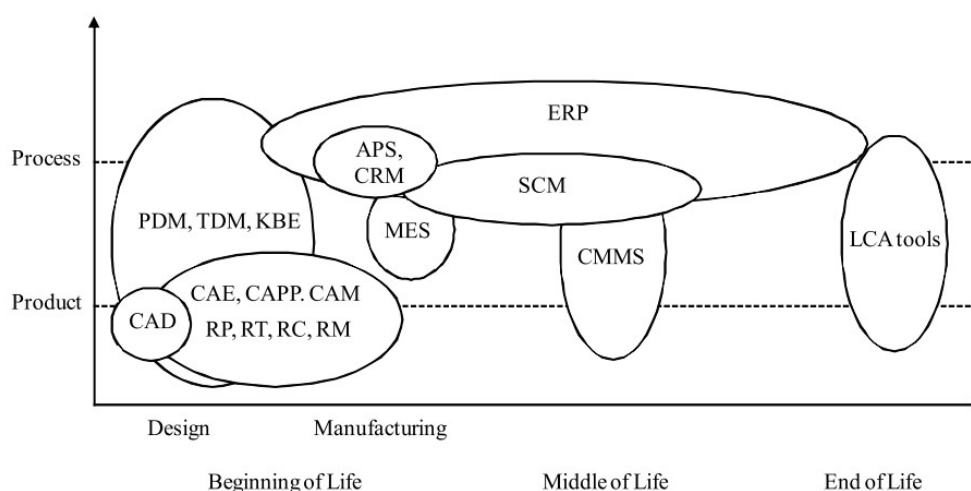 ERP
Process
APS,
CRM
SCM
PDM, TDM, KBE
MES
CMMS
LCA tools
Product
CAE, CAPP. CAM
CAD
RP, RT, RC, RM
Design
Manufacturing
Beginning of Life
Middle of Life
End of Life